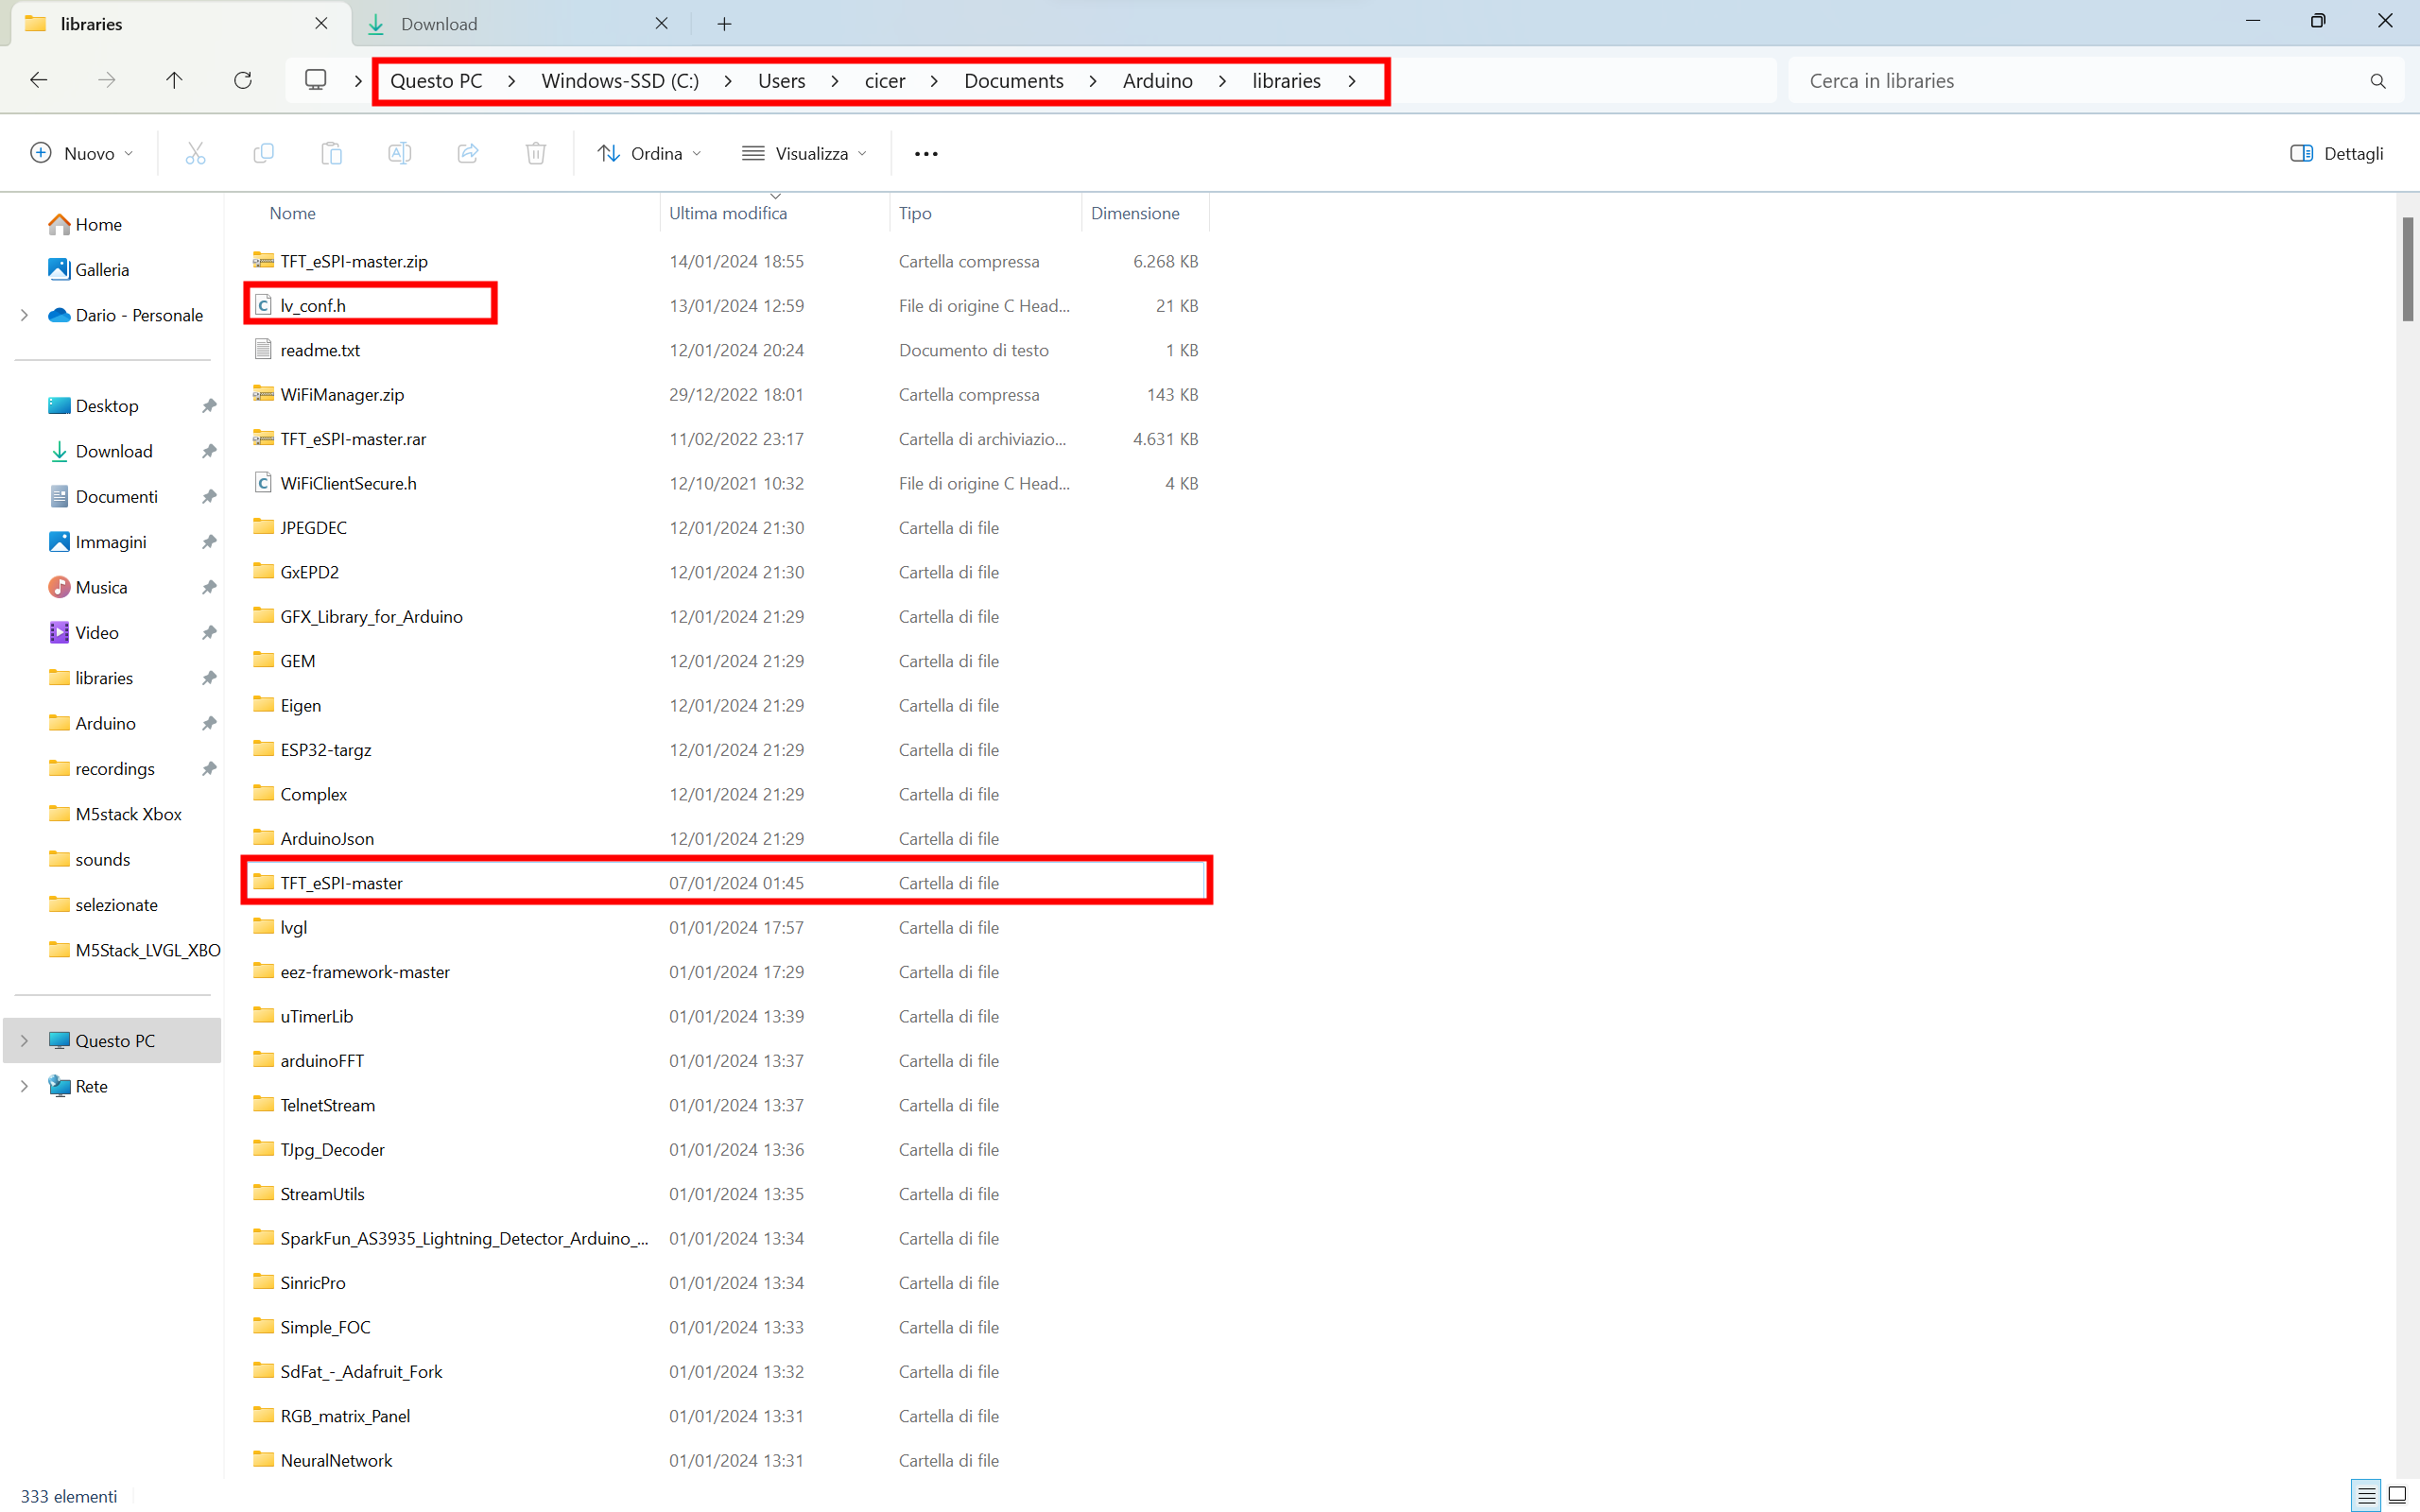 libraries
Download
Questo PC > Windows-SSD (C:) > Users > cicer > Documents > Arduino > libraries >
Cerca in libraries
Nuovo
Ordina
Visualizza
Dettagli
Home
Galleria
Dario - Personale
Desktop
Download
Documenti
Immagini
Musica
Video
libraries
Arduino
recordings
M5stack Xbox
sounds
selezionate
M5Stack_LVGL_XBO
Questo PC
Rete
Nome Ultima modifica Tipo Dimensione
TFT_eSPI-master.zip 14/01/2024 18:55 Cartella compressa 6.268 KB
lv_conf.h 13/01/2024 12:59 File di origine C Head... 21 KB
readme.txt 12/01/2024 20:24 Documento di testo 1 KB
WiFiManager.zip 29/12/2022 18:01 Cartella compressa 143 KB
TFT_eSPI-master.rar 11/02/2022 23:17 Cartella di archiviazio... 4.631 KB
WiFiClientSecure.h 12/10/2021 10:32 File di origine C Head... 4 KB
JPEGDEC 12/01/2024 21:30 Cartella di file
GxEPD2 12/01/2024 21:30 Cartella di file
GFX_Library_for_Arduino 12/01/2024 21:29 Cartella di file
GEM 12/01/2024 21:29 Cartella di file
Eigen 12/01/2024 21:29 Cartella di file
ESP32-targz 12/01/2024 21:29 Cartella di file
Complex 12/01/2024 21:29 Cartella di file
ArduinoJson 12/01/2024 21:29 Cartella di file
TFT_eSPI-master 07/01/2024 01:45 Cartella di file
lvgl 01/01/2024 17:57 Cartella di file
eez-framework-master 01/01/2024 17:29 Cartella di file
uTimerLib 01/01/2024 13:39 Cartella di file
arduinoFFT 01/01/2024 13:37 Cartella di file
TelnetStream 01/01/2024 13:37 Cartella di file
TJpg_Decoder 01/01/2024 13:36 Cartella di file
StreamUtils 01/01/2024 13:35 Cartella di file
SparkFun_AS3935_Lightning_Detector_Arduino_... 01/01/2024 13:34 Cartella di file
SinricPro 01/01/2024 13:34 Cartella di file
Simple_FOC 01/01/2024 13:33 Cartella di file
SdFat_-_Adafruit_Fork 01/01/2024 13:32 Cartella di file
RGB_matrix_Panel 01/01/2024 13:31 Cartella di file
NeuralNetwork 01/01/2024 13:31 Cartella di file
333 elementi